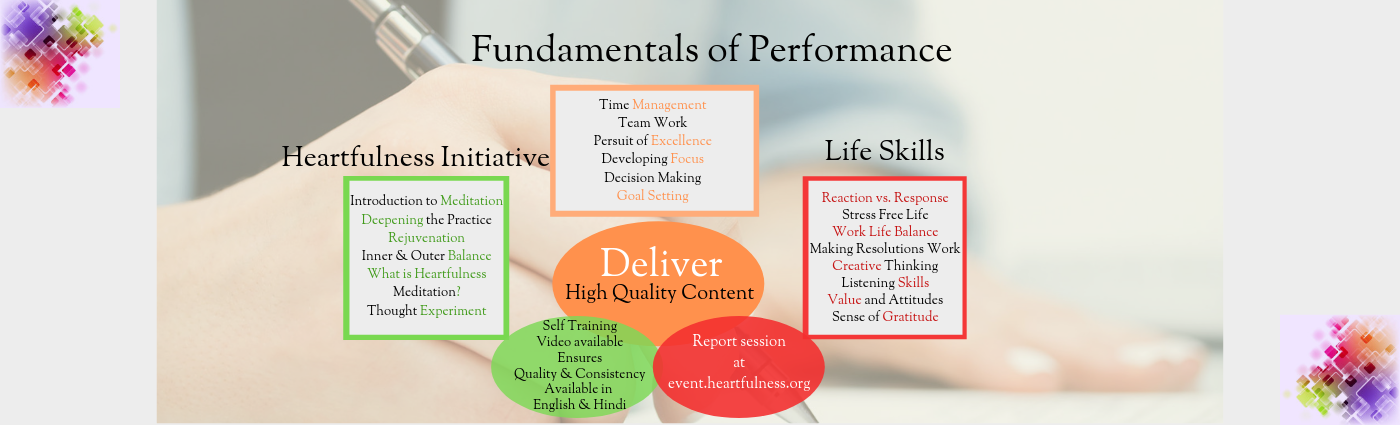 Fundamentals of Performance
Time Management
Team Work
Persuit of Excellence
Developing Focus
Decision Making
Goal Setting
Heartfulness Initiative
Introduction to Meditation
Deepening the Practice
Rejuvenation
Inner & Outer Balance
What is Heartfulness
Meditation?
Thought Experiment
Life Skills
Reaction vs. Response
Stress Free Life
Work Life Balance
Making Resolutions Work
Creative Thinking
Listening Skills
Value and Attitudes
Sense of Gratitude
Deliver
High Quality Content
Self Training
Video available
Ensures
Quality & Consistency
Available in
English & Hindi
Report session
at
event.heartfulness.org